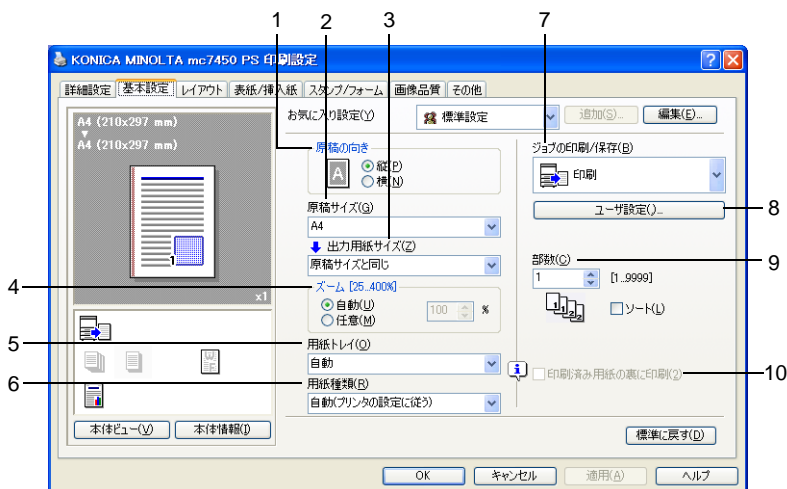 1 2 3 7
KONICA MINOLTA mc7450 PS 印刷設定
詳細設定 基本設定 レイアウト 表紙/挿入紙 スタンプ/フォーム 画像品質 その他
A4 (210x297 mm)
A4 (210x297 mm)
1
x1
お気に入り設定(Y) 標準設定 追加(S)... 編集(E)...
原稿の向き
A
縦(P)
横(N)
原稿サイズ(G)
A4
出力用紙サイズ(Z)
原稿サイズと同じ
4
ズーム [25..400%]
自動(U)
任意(M)
100 %
5
用紙トレイ(O)
自動
6
用紙種類(R)
自動(プリンタの設定に従う)
ジョブの印刷/保存(B)
印刷
ユーザ設定(.)...
8
部数(C)
9
1 [1..9999]
1 1 2 2
ソート(L)
印刷済み用紙の裏に印刷(2)
10
本体ビュー(V) 本体情報(I)
標準に戻す(D)
OK キャンセル 適用(A) ヘルプ